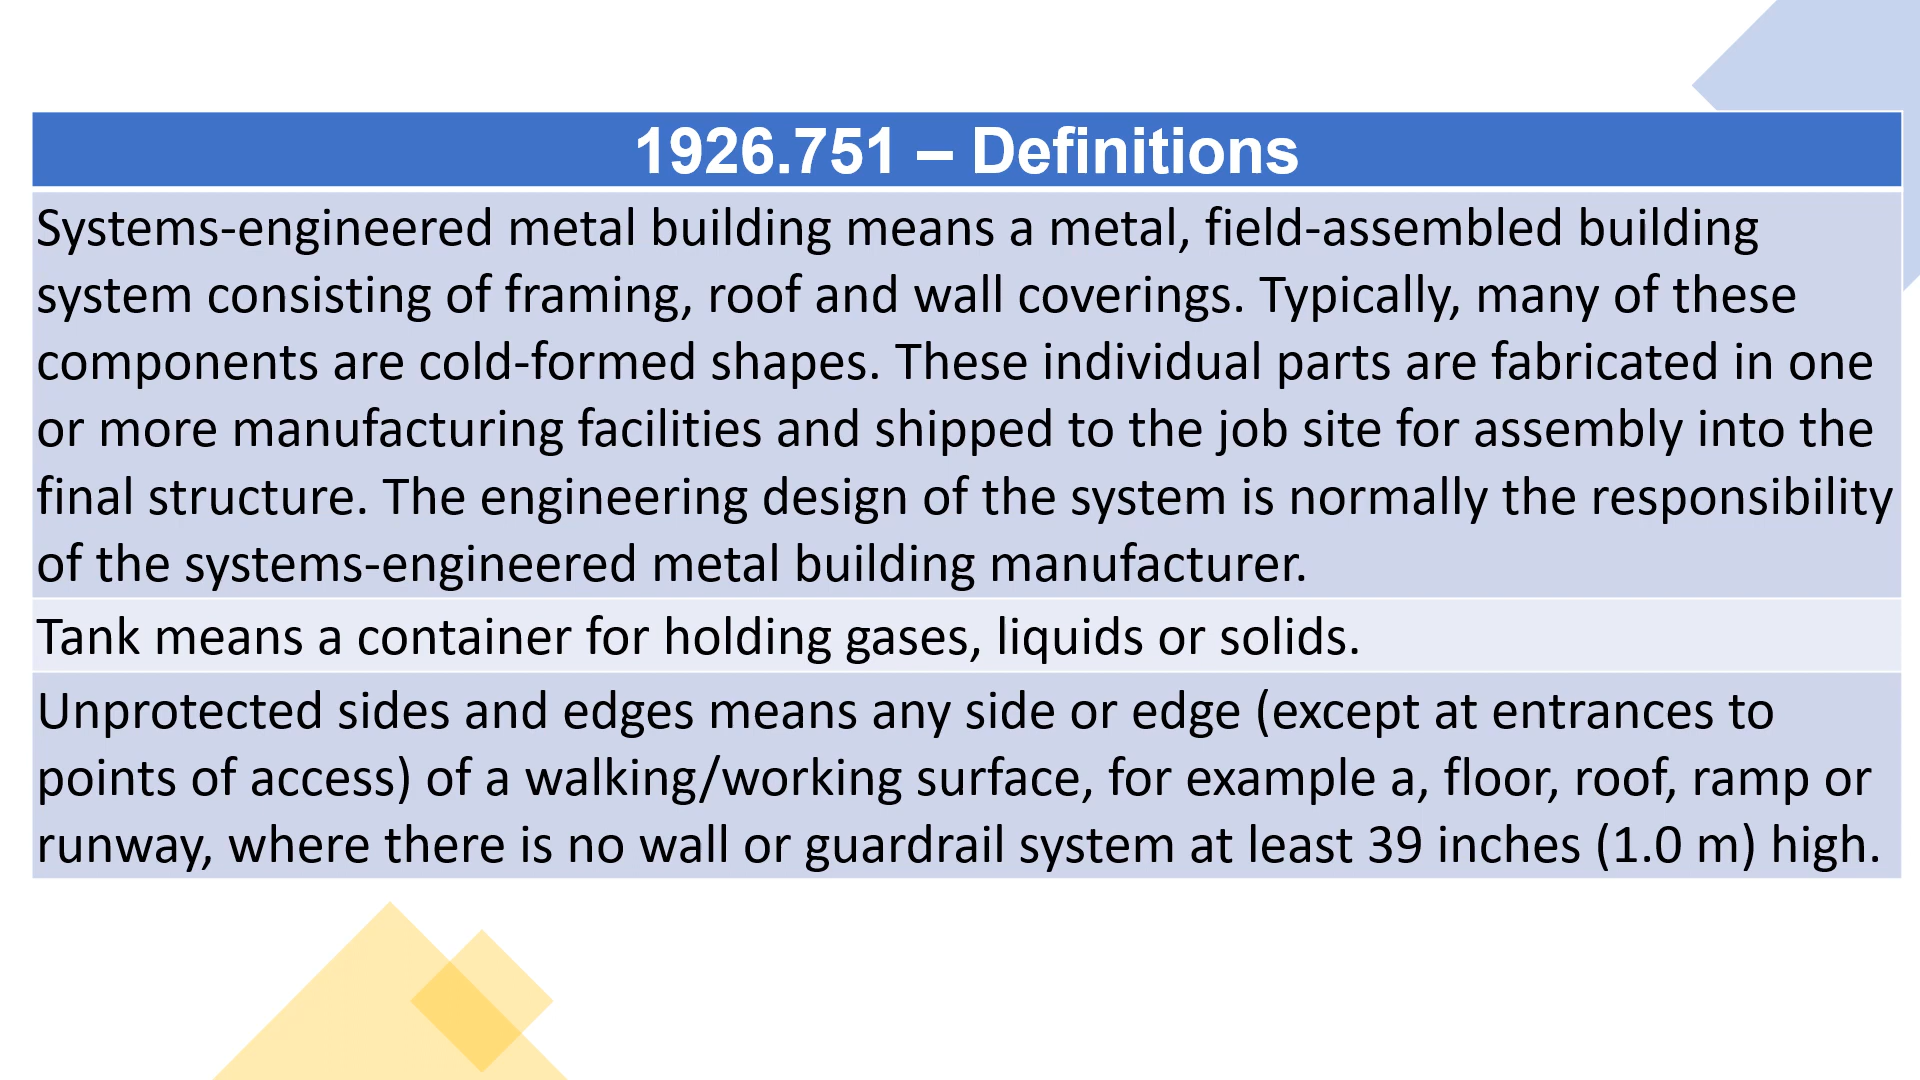 1926.751 – Definitions
Systems-engineered metal building means a metal, field-assembled building
system consisting of framing, roof and wall coverings. Typically, many of these
components are cold-formed shapes. These individual parts are fabricated in one
or more manufacturing facilities and shipped to the job site for assembly into the
final structure. The engineering design of the system is normally the responsibility
of the systems-engineered metal building manufacturer.
Tank means a container for holding gases, liquids or solids.
Unprotected sides and edges means any side or edge (except at entrances to
points of access) of a walking/working surface, for example a, floor, roof, ramp or
runway, where there is no wall or guardrail system at least 39 inches (1.0 m) high.